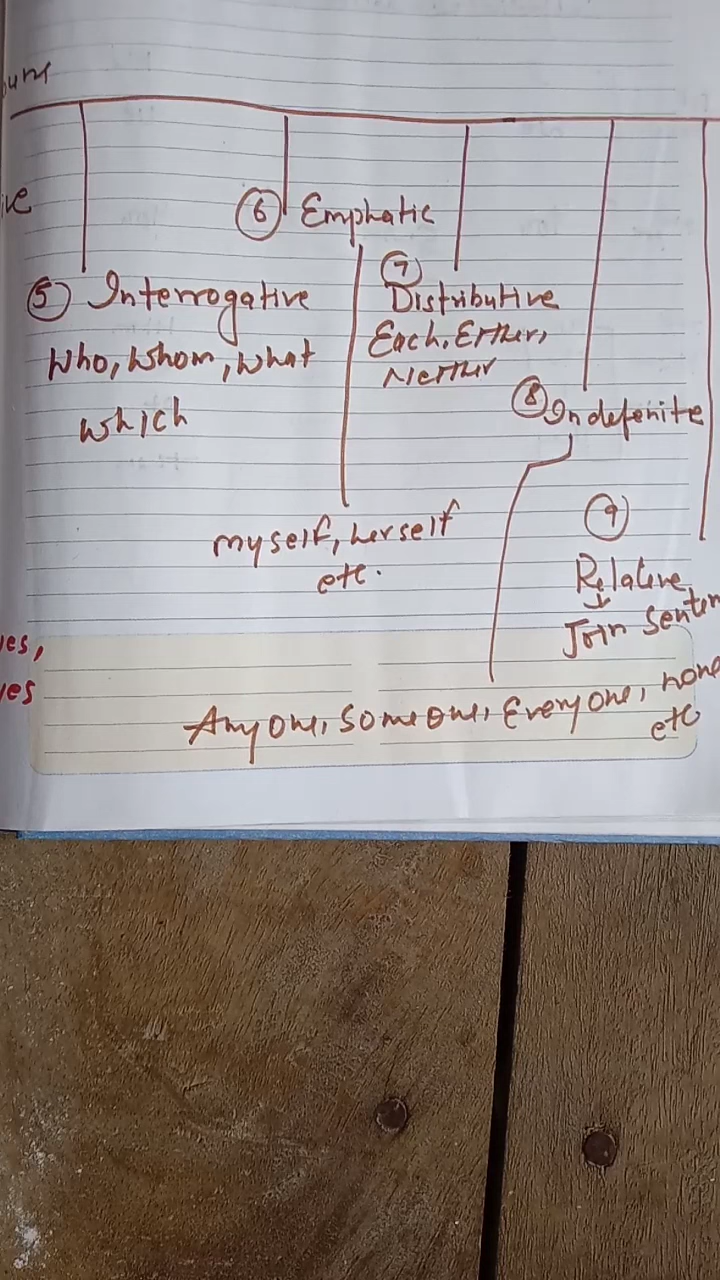 ⑥ Emphatic
⑤ Interrogative
Who, Whom, What
which
⑦
Distributive
Each, Either,
Neither
⑧ Indefenite
myself, herself
etc.
⑨
Relative
↓
Join Senten
Anyone, Someone, Everyone, none
etc